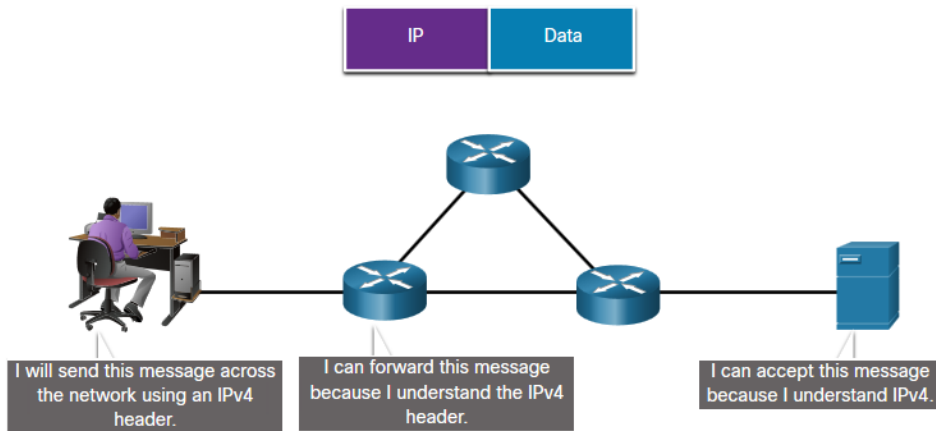 IP
Data
I will send this message across
the network using an IPv4
header.
I can forward this message
because I understand the IPv4
header.
I can accept this message
because I understand IPv4.